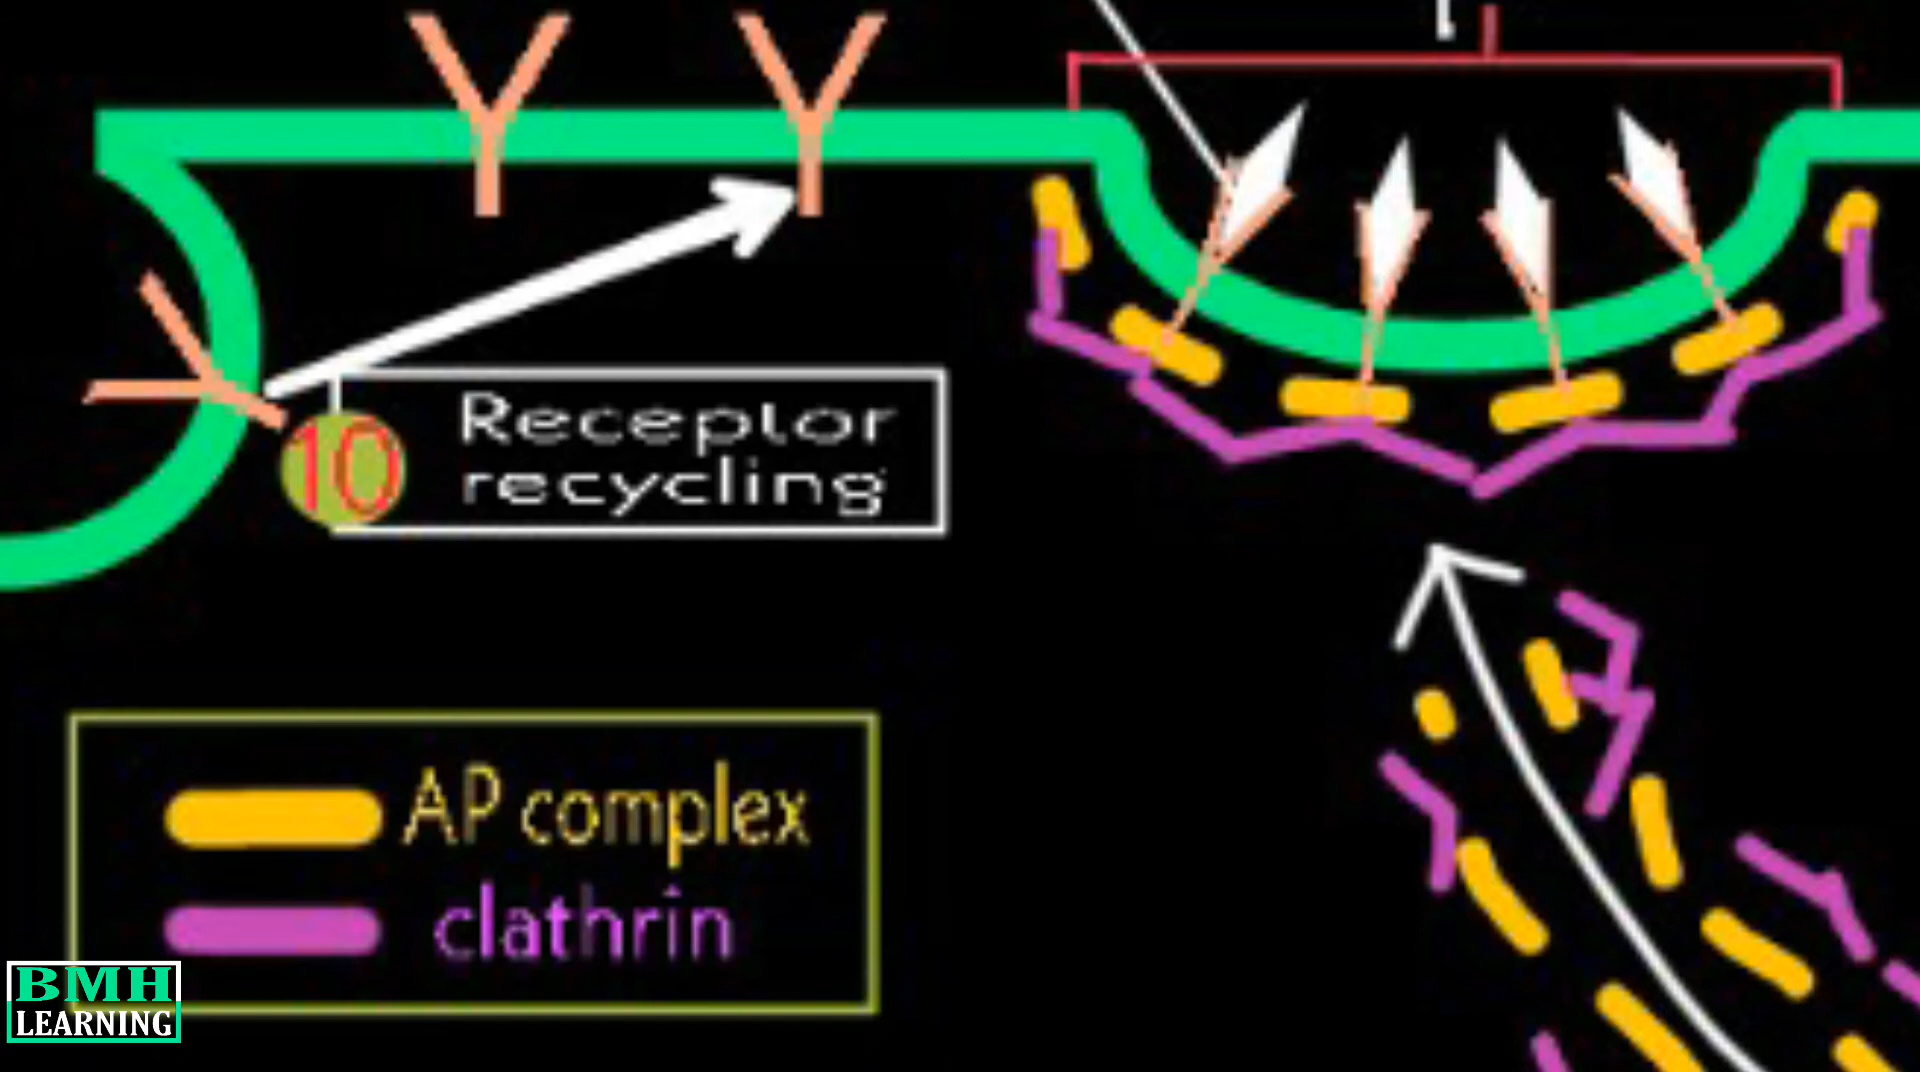 10
Receptor
recycling
AP complex
clathrin
BMH
LEARNING